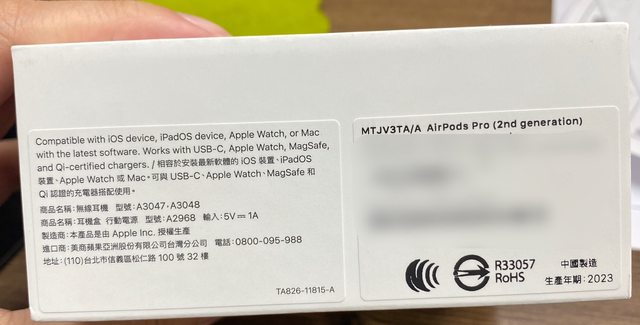 Compatible with iOS device, iPadOS device, Apple Watch, or Mac
with the latest software. Works with USB-C, Apple Watch, MagSafe,
and Qi-certified chargers. / 相容於安裝最新軟體的 iOS 裝置、iPadOS
裝置、Apple Watch 或 Mac。可與 USB-C、Apple Watch、MagSafe 和
Qi 認證的充電器搭配使用。
商品名稱:無線耳機 型號:A3047、A3048
商品名稱:耳機盒 行動電源 型號:A2968 輸入:5V⎓1A
製造商:本產品是由 Apple Inc. 授權生產
進口商:美商蘋果亞洲股份有限公司台灣分公司 電話:0800-095-988
地址:(110)台北市信義區松仁路 100 號 32 樓
TA826-11815-A
MTJV3TA/A AirPods Pro (2nd generation)
R33057
RoHS
中國製造
生產年期:2023